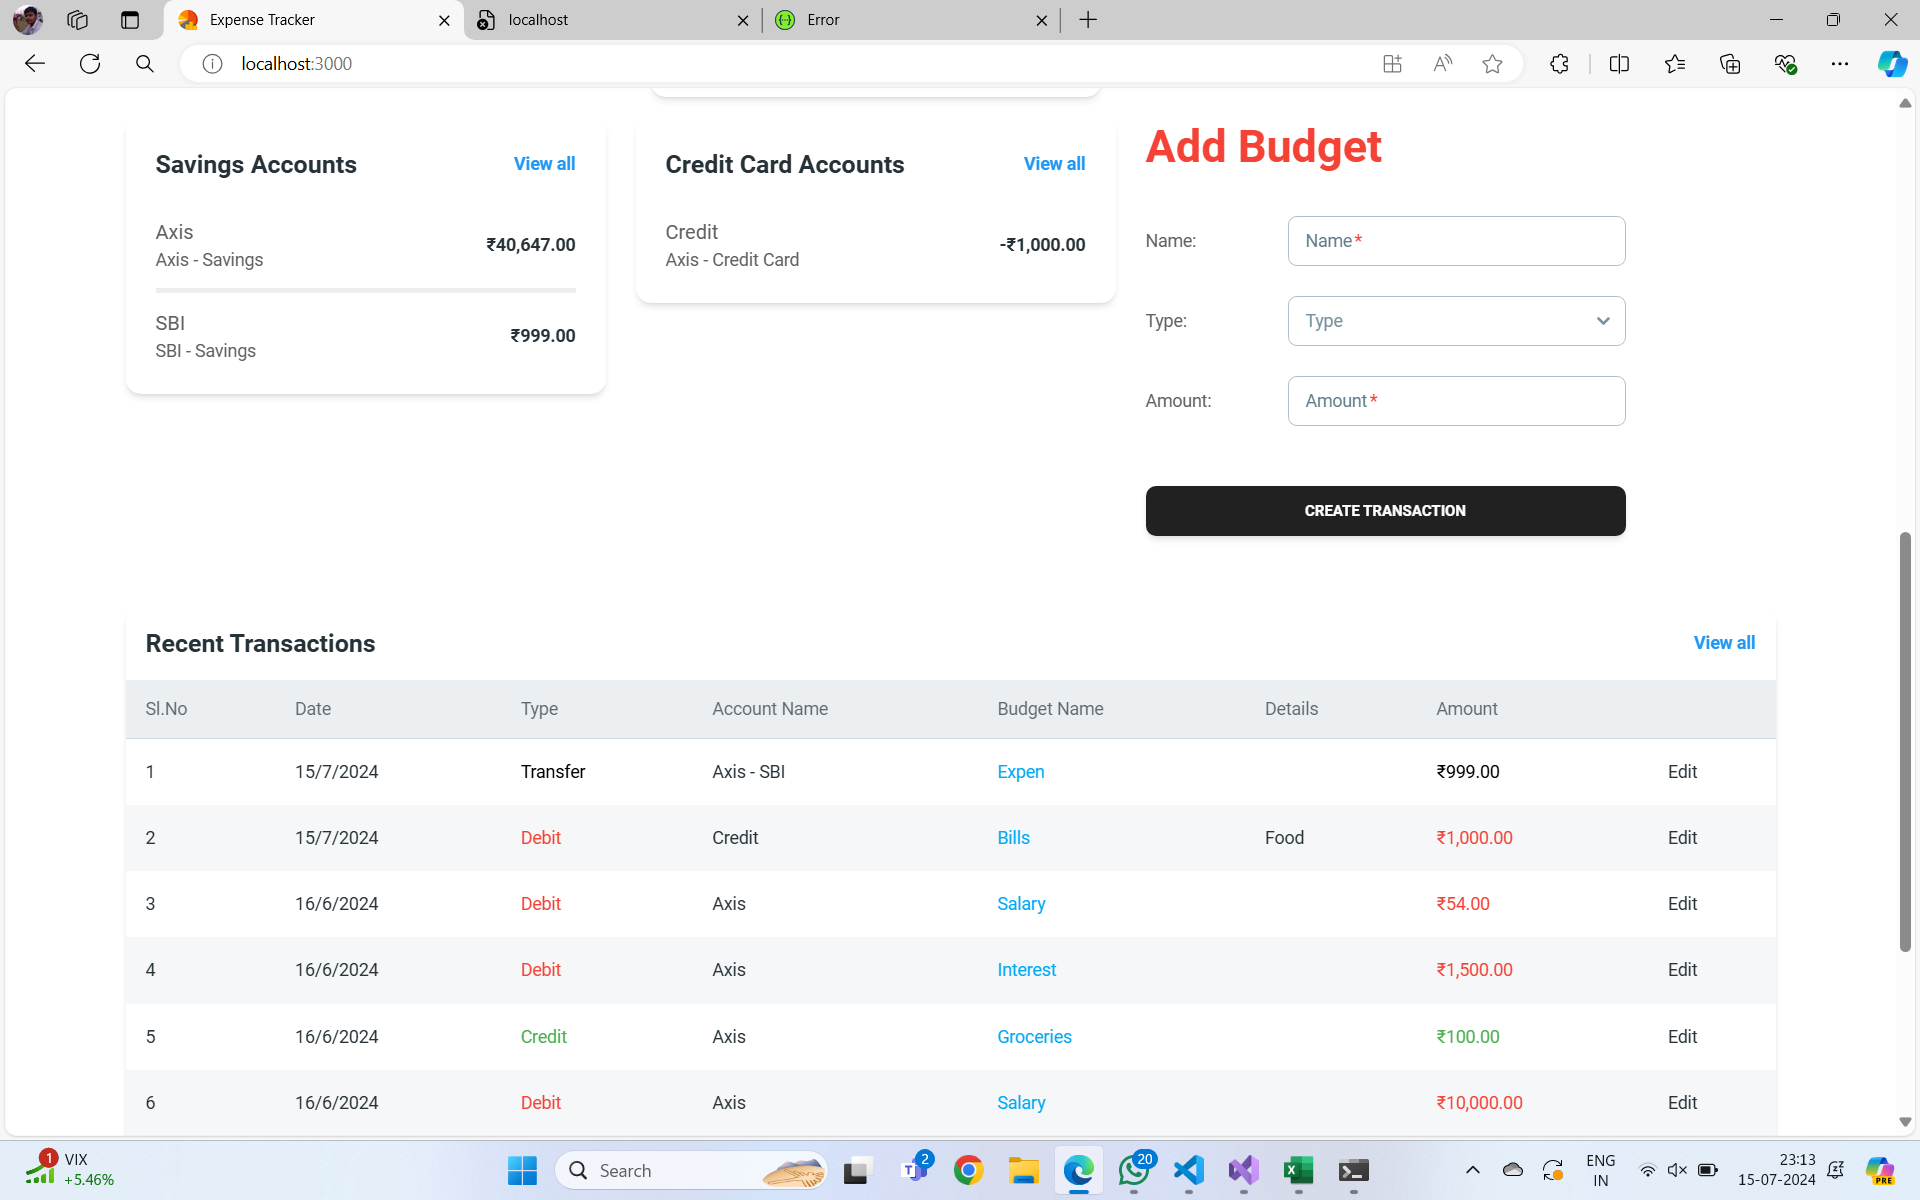 Expense Tracker
localhost
Error
localhost:3000
Savings Accounts
View all
Axis
Axis - Savings
₹40,647.00
SBI
SBI - Savings
₹999.00
Credit Card Accounts
View all
Credit
Axis - Credit Card
-₹1,000.00
Add Budget
Name:
Name*
Type:
Type
Amount:
Amount*
CREATE TRANSACTION
Recent Transactions
View all
Sl.No Date Type Account Name Budget Name Details Amount
1 15/7/2024 Transfer Axis - SBI Expen ₹999.00 Edit
2 15/7/2024 Debit Credit Bills Food ₹1,000.00 Edit
3 16/6/2024 Debit Axis Salary ₹54.00 Edit
4 16/6/2024 Debit Axis Interest ₹1,500.00 Edit
5 16/6/2024 Credit Axis Groceries ₹100.00 Edit
6 16/6/2024 Debit Axis Salary ₹10,000.00 Edit
1
VIX
+5.46%
Search
2
20
ENG
IN
23:13
15-07-2024
PRE